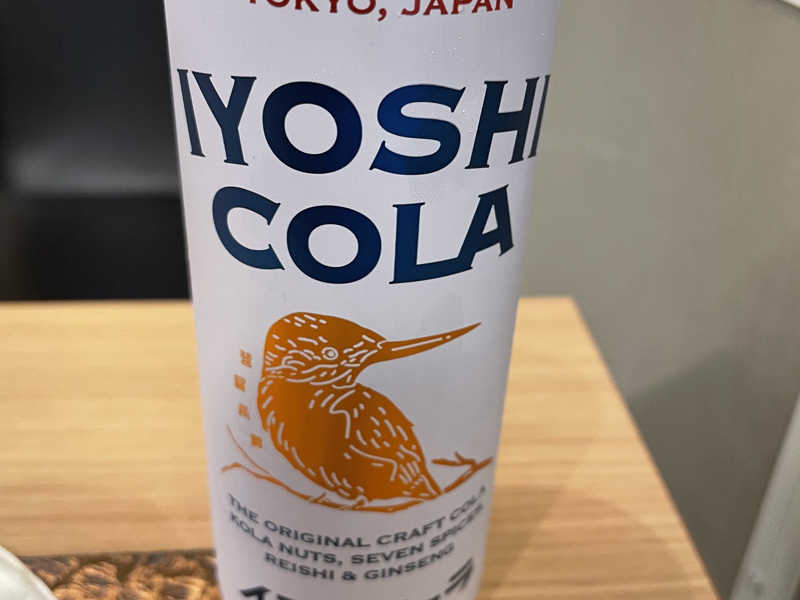 TOKYO, JAPAN
IYOSHI
COLA
THE ORIGINAL CRAFT COLA
KOLA NUTS, SEVEN SPICES
REISHI & GINSENG